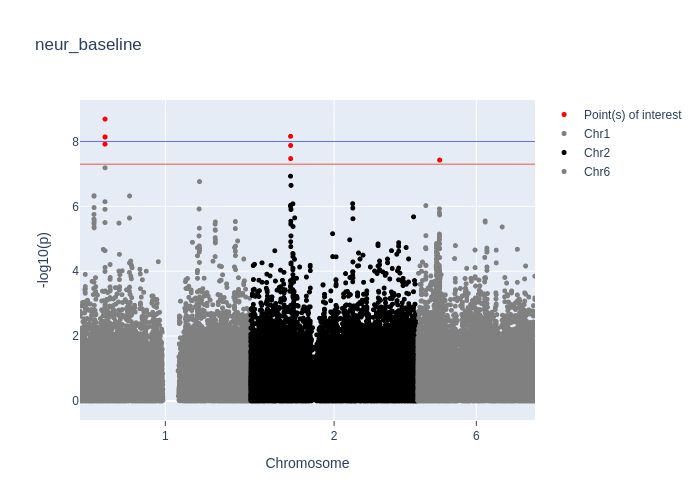 neur_baseline
Point(s) of interest
Chr1
Chr2
Chr6
8
6
4
2
0
-log10(p)
1
2
6
Chromosome